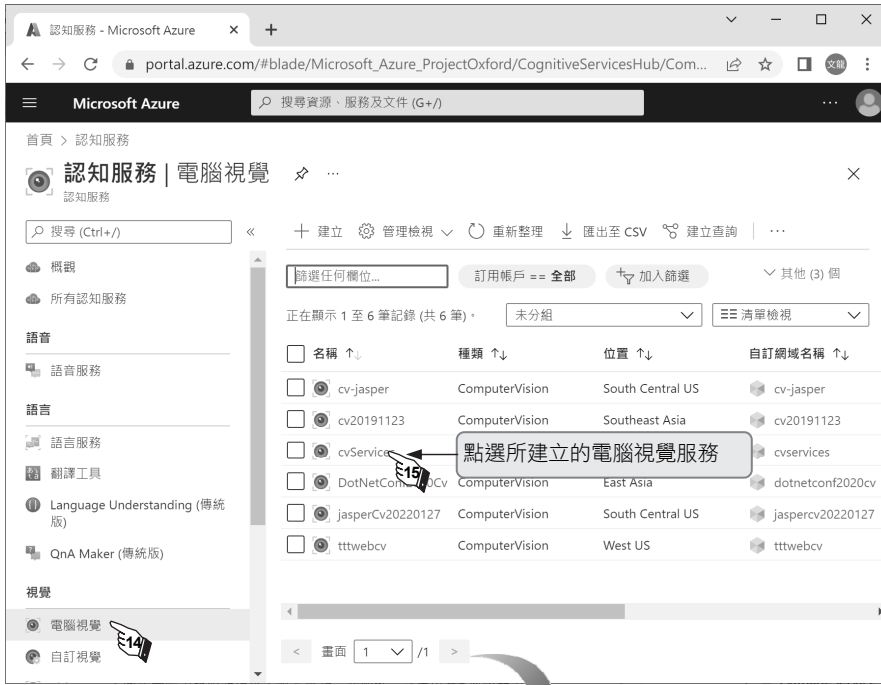 認知服務 - Microsoft Azure
portal.azure.com/#blade/Microsoft_Azure_ProjectOxford/CognitiveServicesHub/Com...
文龍
Microsoft Azure
搜尋資源、服務及文件 (G+/)
首頁 > 認知服務
認知服務 | 電腦視覺
認知服務
搜尋 (Ctrl+/)
概觀
所有認知服務
語音
語音服務
語言
語言服務
翻譯工具
Language Understanding (傳統
版)
QnA Maker (傳統版)
視覺
電腦視覺
14
自訂視覺
建立 管理檢視 重新整理 匯出至 CSV 建立查詢 ...
篩選任何欄位... 訂用帳戶 == 全部 加入篩選 其他 (3) 個
正在顯示 1 至 6 筆記錄 (共 6 筆)。 未分組 清單檢視
名稱 ↑↓ 種類 ↑↓ 位置 ↑↓ 自訂網域名稱 ↑↓
cv-jasper ComputerVision South Central US cv-jasper
cv20191123 ComputerVision Southeast Asia cv20191123
cvServices 點選所建立的電腦視覺服務 cvservices
15
ComputerVision East Asia dotnetconf2020cv
jasperCv20220127 ComputerVision South Central US jaspercv20220127
tttwebcv ComputerVision West US tttwebcv
< 畫面 1 /1 >